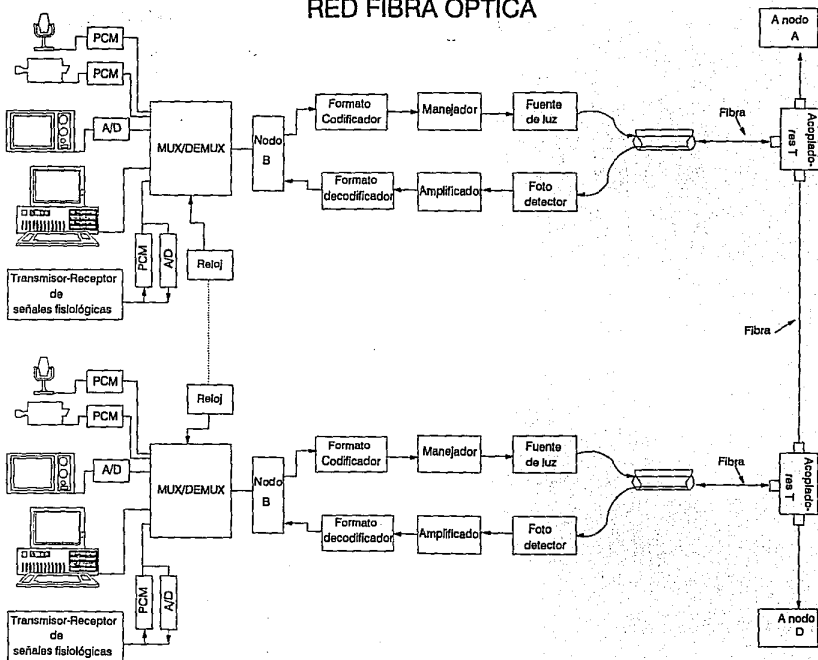 RED FIBRA OPTICA
PCM
PCM
A/D
MUX/DEMUX
PCM
A/D
Reloj
Transmisor-Receptor
de
señales fisiológicas
Nodo
B
Formato
Codificador
Manejador
Fuente
de luz
Formato
decodificador
Amplificador
Foto
detector
Fibra
A nodo
A
Acoplado-
res T
Fibra
PCM
PCM
A/D
MUX/DEMUX
PCM
A/D
Reloj
Transmisor-Receptor
de
señales fisiológicas
Nodo
B
Formato
Codificador
Manejador
Fuente
de luz
Formato
decodificador
Amplificador
Foto
detector
Fibra
Acoplado-
res T
A nodo
D